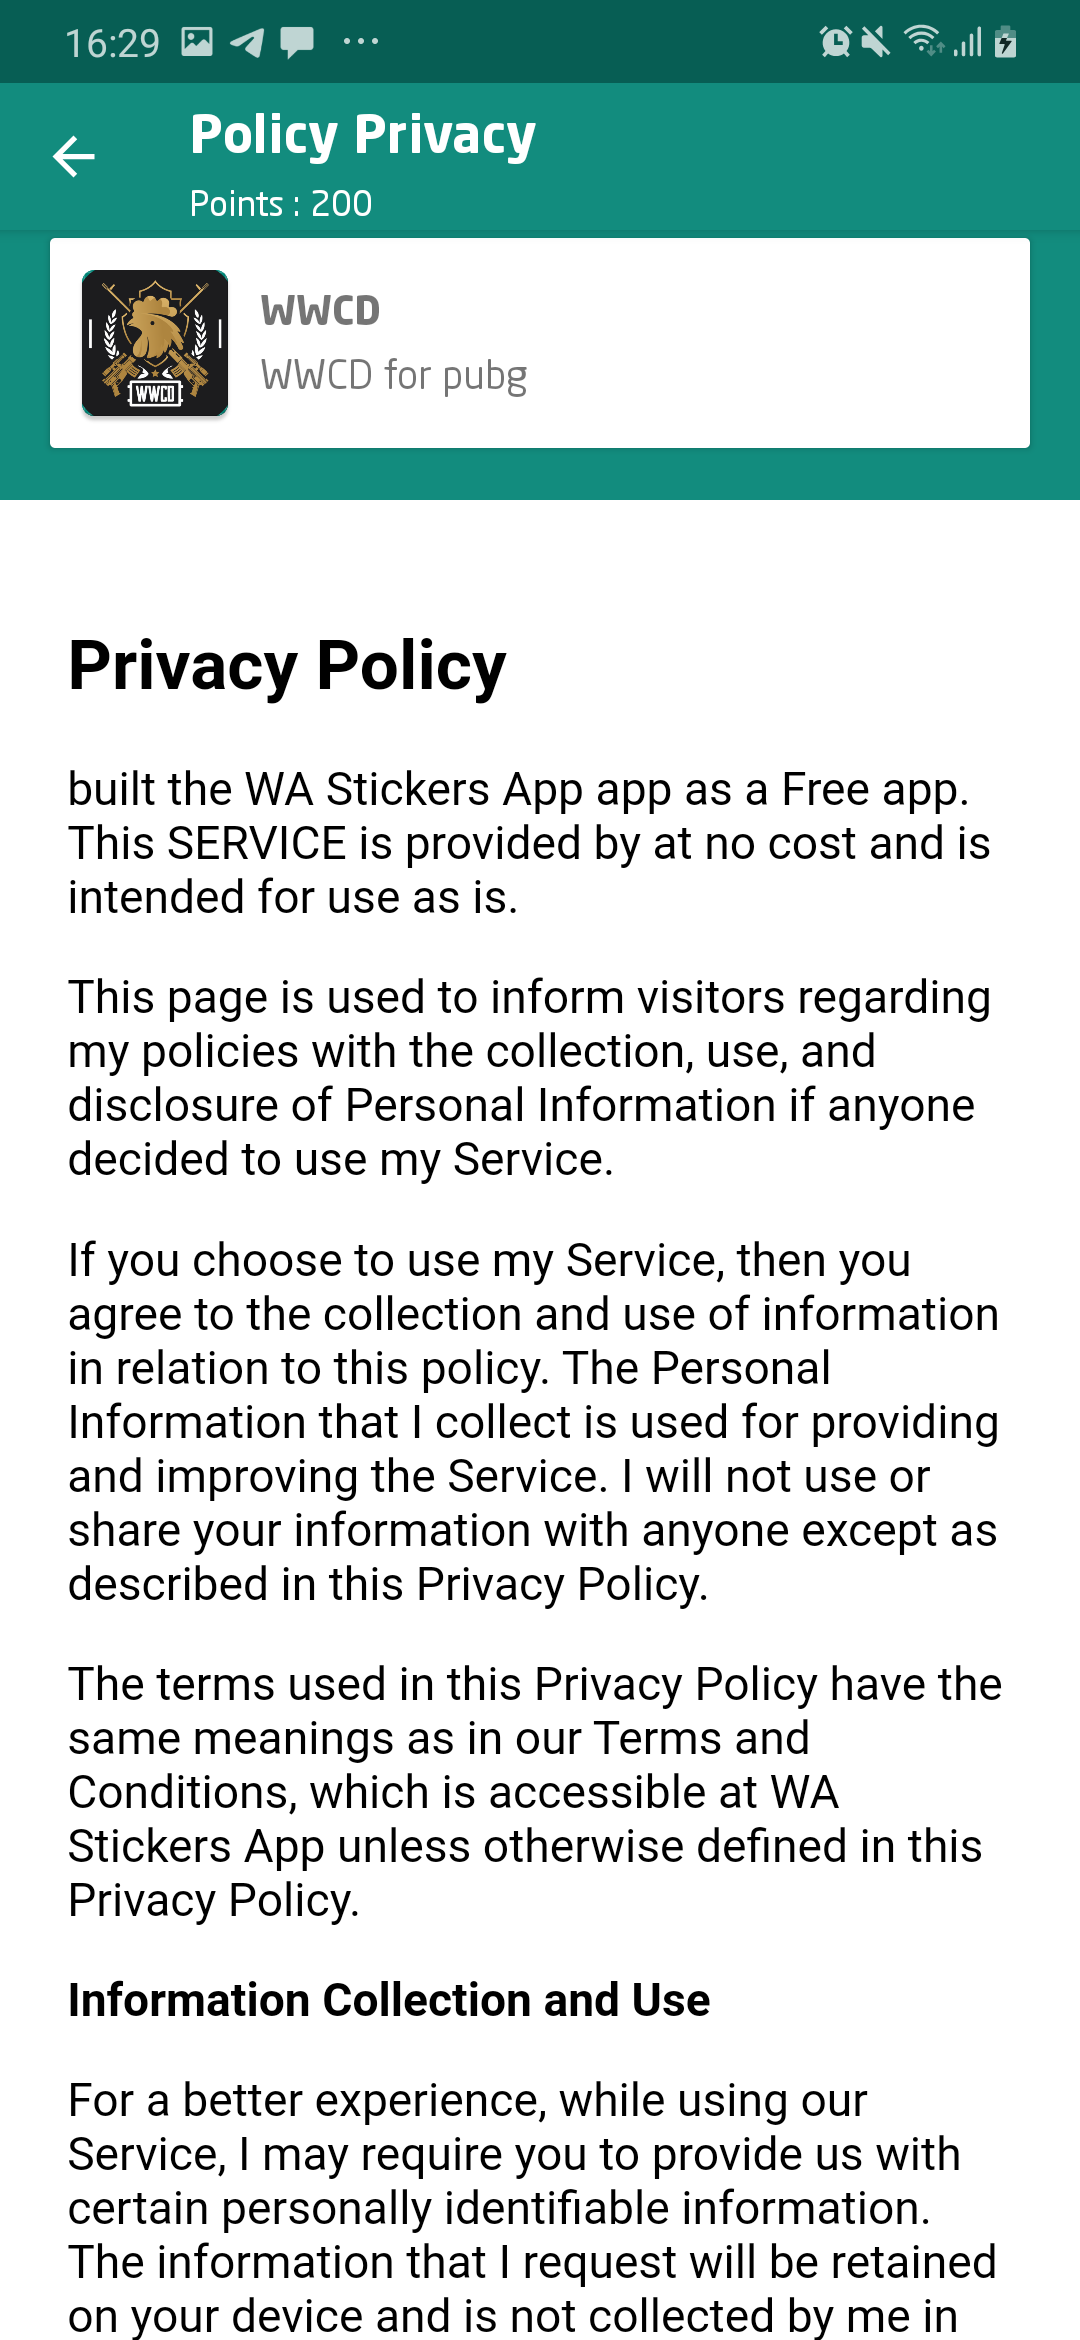 16:29
Policy Privacy
Points : 200
WWCD
WWCD
WWCD for pubg
Privacy Policy
built the WA Stickers App app as a Free app.
This SERVICE is provided by at no cost and is
intended for use as is.
This page is used to inform visitors regarding
my policies with the collection, use, and
disclosure of Personal Information if anyone
decided to use my Service.
If you choose to use my Service, then you
agree to the collection and use of information
in relation to this policy. The Personal
Information that I collect is used for providing
and improving the Service. I will not use or
share your information with anyone except as
described in this Privacy Policy.
The terms used in this Privacy Policy have the
same meanings as in our Terms and
Conditions, which is accessible at WA
Stickers App unless otherwise defined in this
Privacy Policy.
Information Collection and Use
For a better experience, while using our
Service, I may require you to provide us with
certain personally identifiable information.
The information that I request will be retained
on your device and is not collected by me in